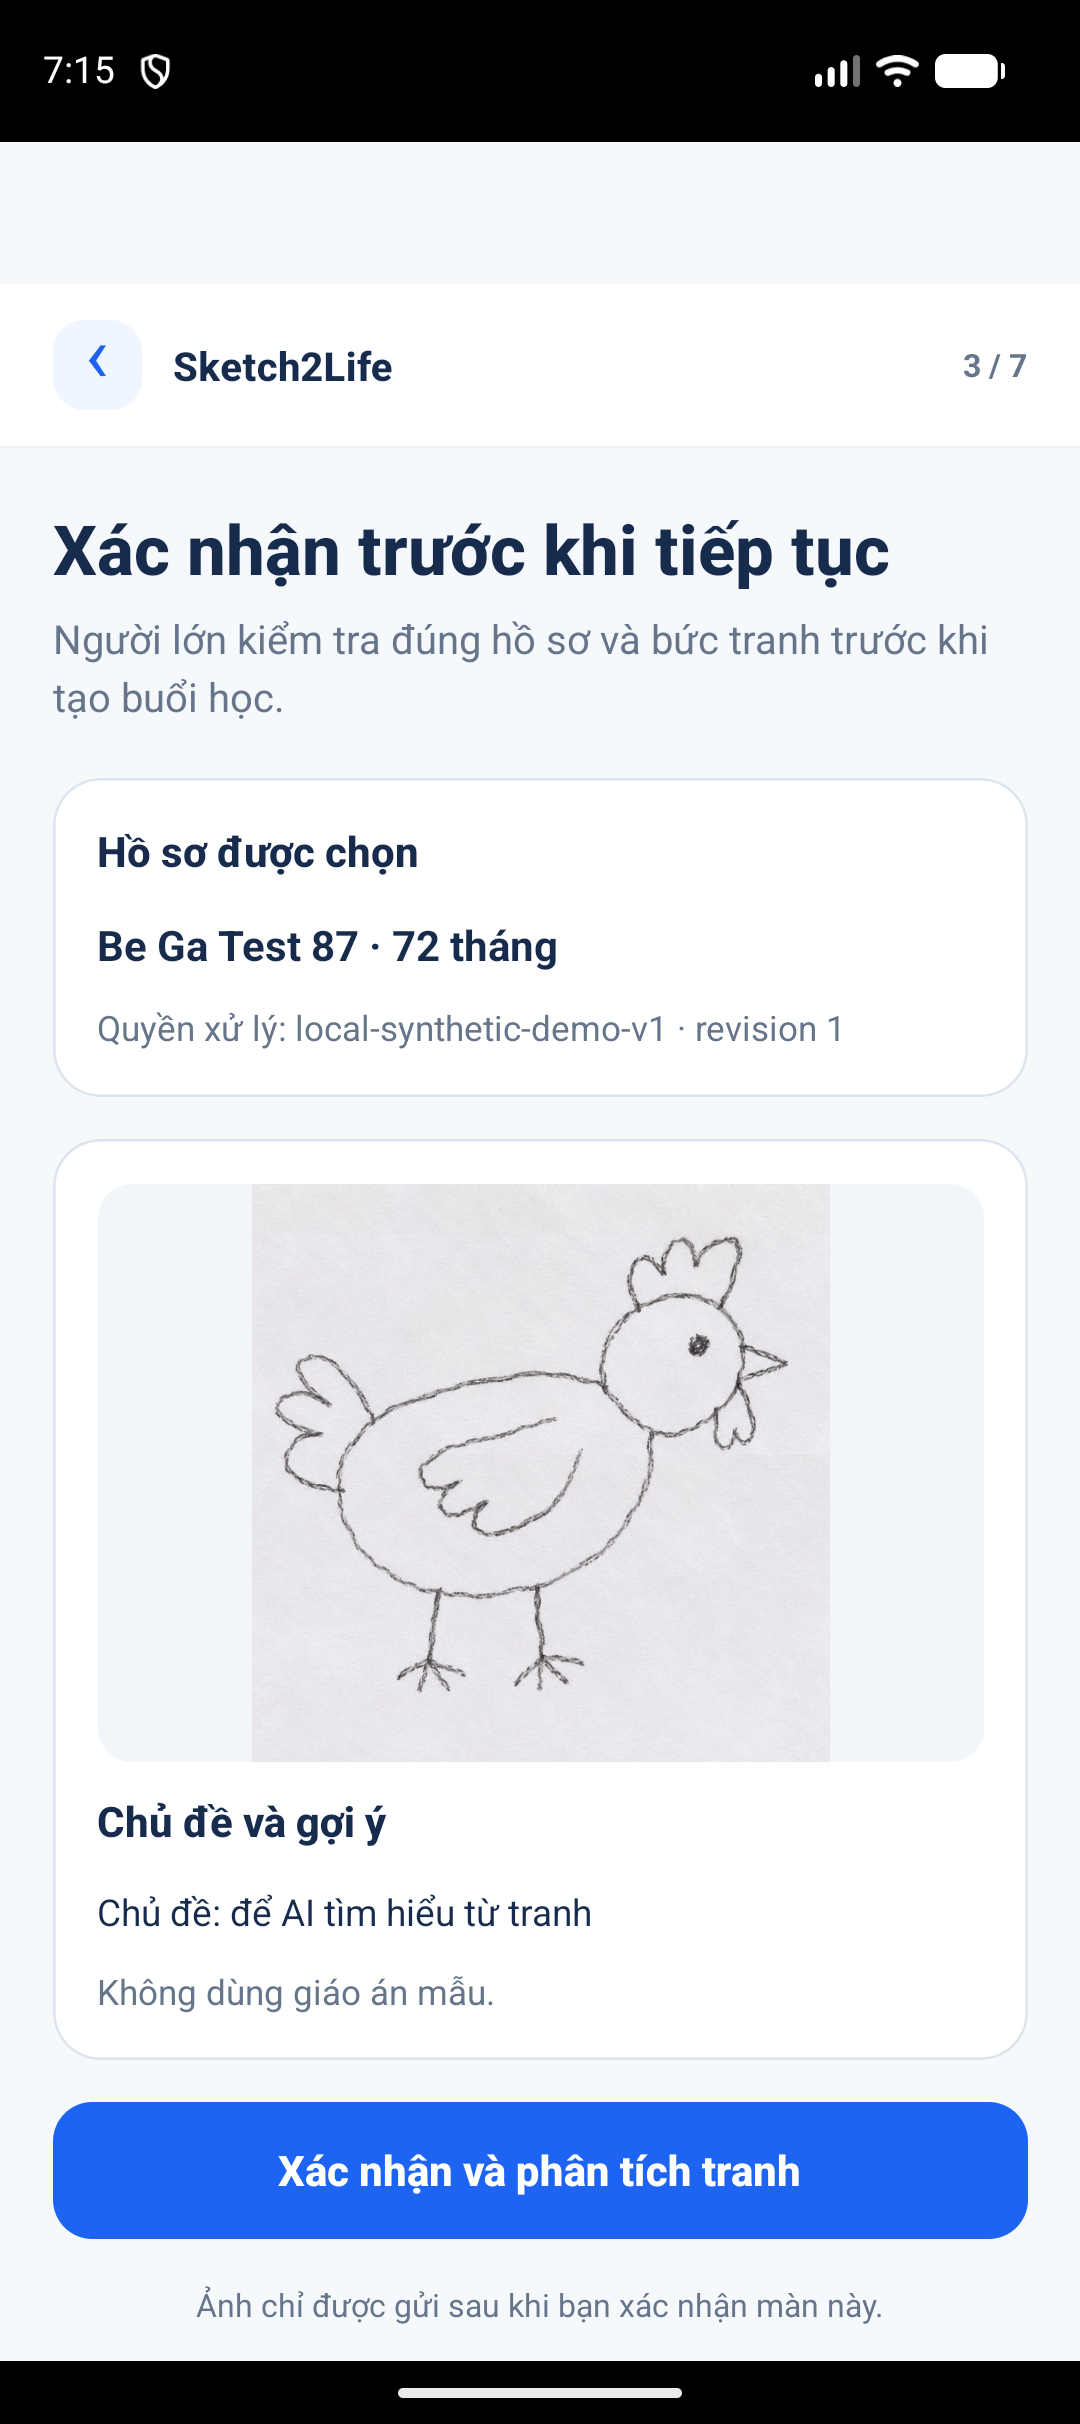 7:15
Sketch2Life
3 / 7
Xác nhận trước khi tiếp tục
Người lớn kiểm tra đúng hồ sơ và bức tranh trước khi
tạo buổi học.
Hồ sơ được chọn
Be Ga Test 87 · 72 tháng
Quyền xử lý: local-synthetic-demo-v1 · revision 1
Chủ đề và gợi ý
Chủ đề: để AI tìm hiểu từ tranh
Không dùng giáo án mẫu.
Xác nhận và phân tích tranh
Ảnh chỉ được gửi sau khi bạn xác nhận màn này.